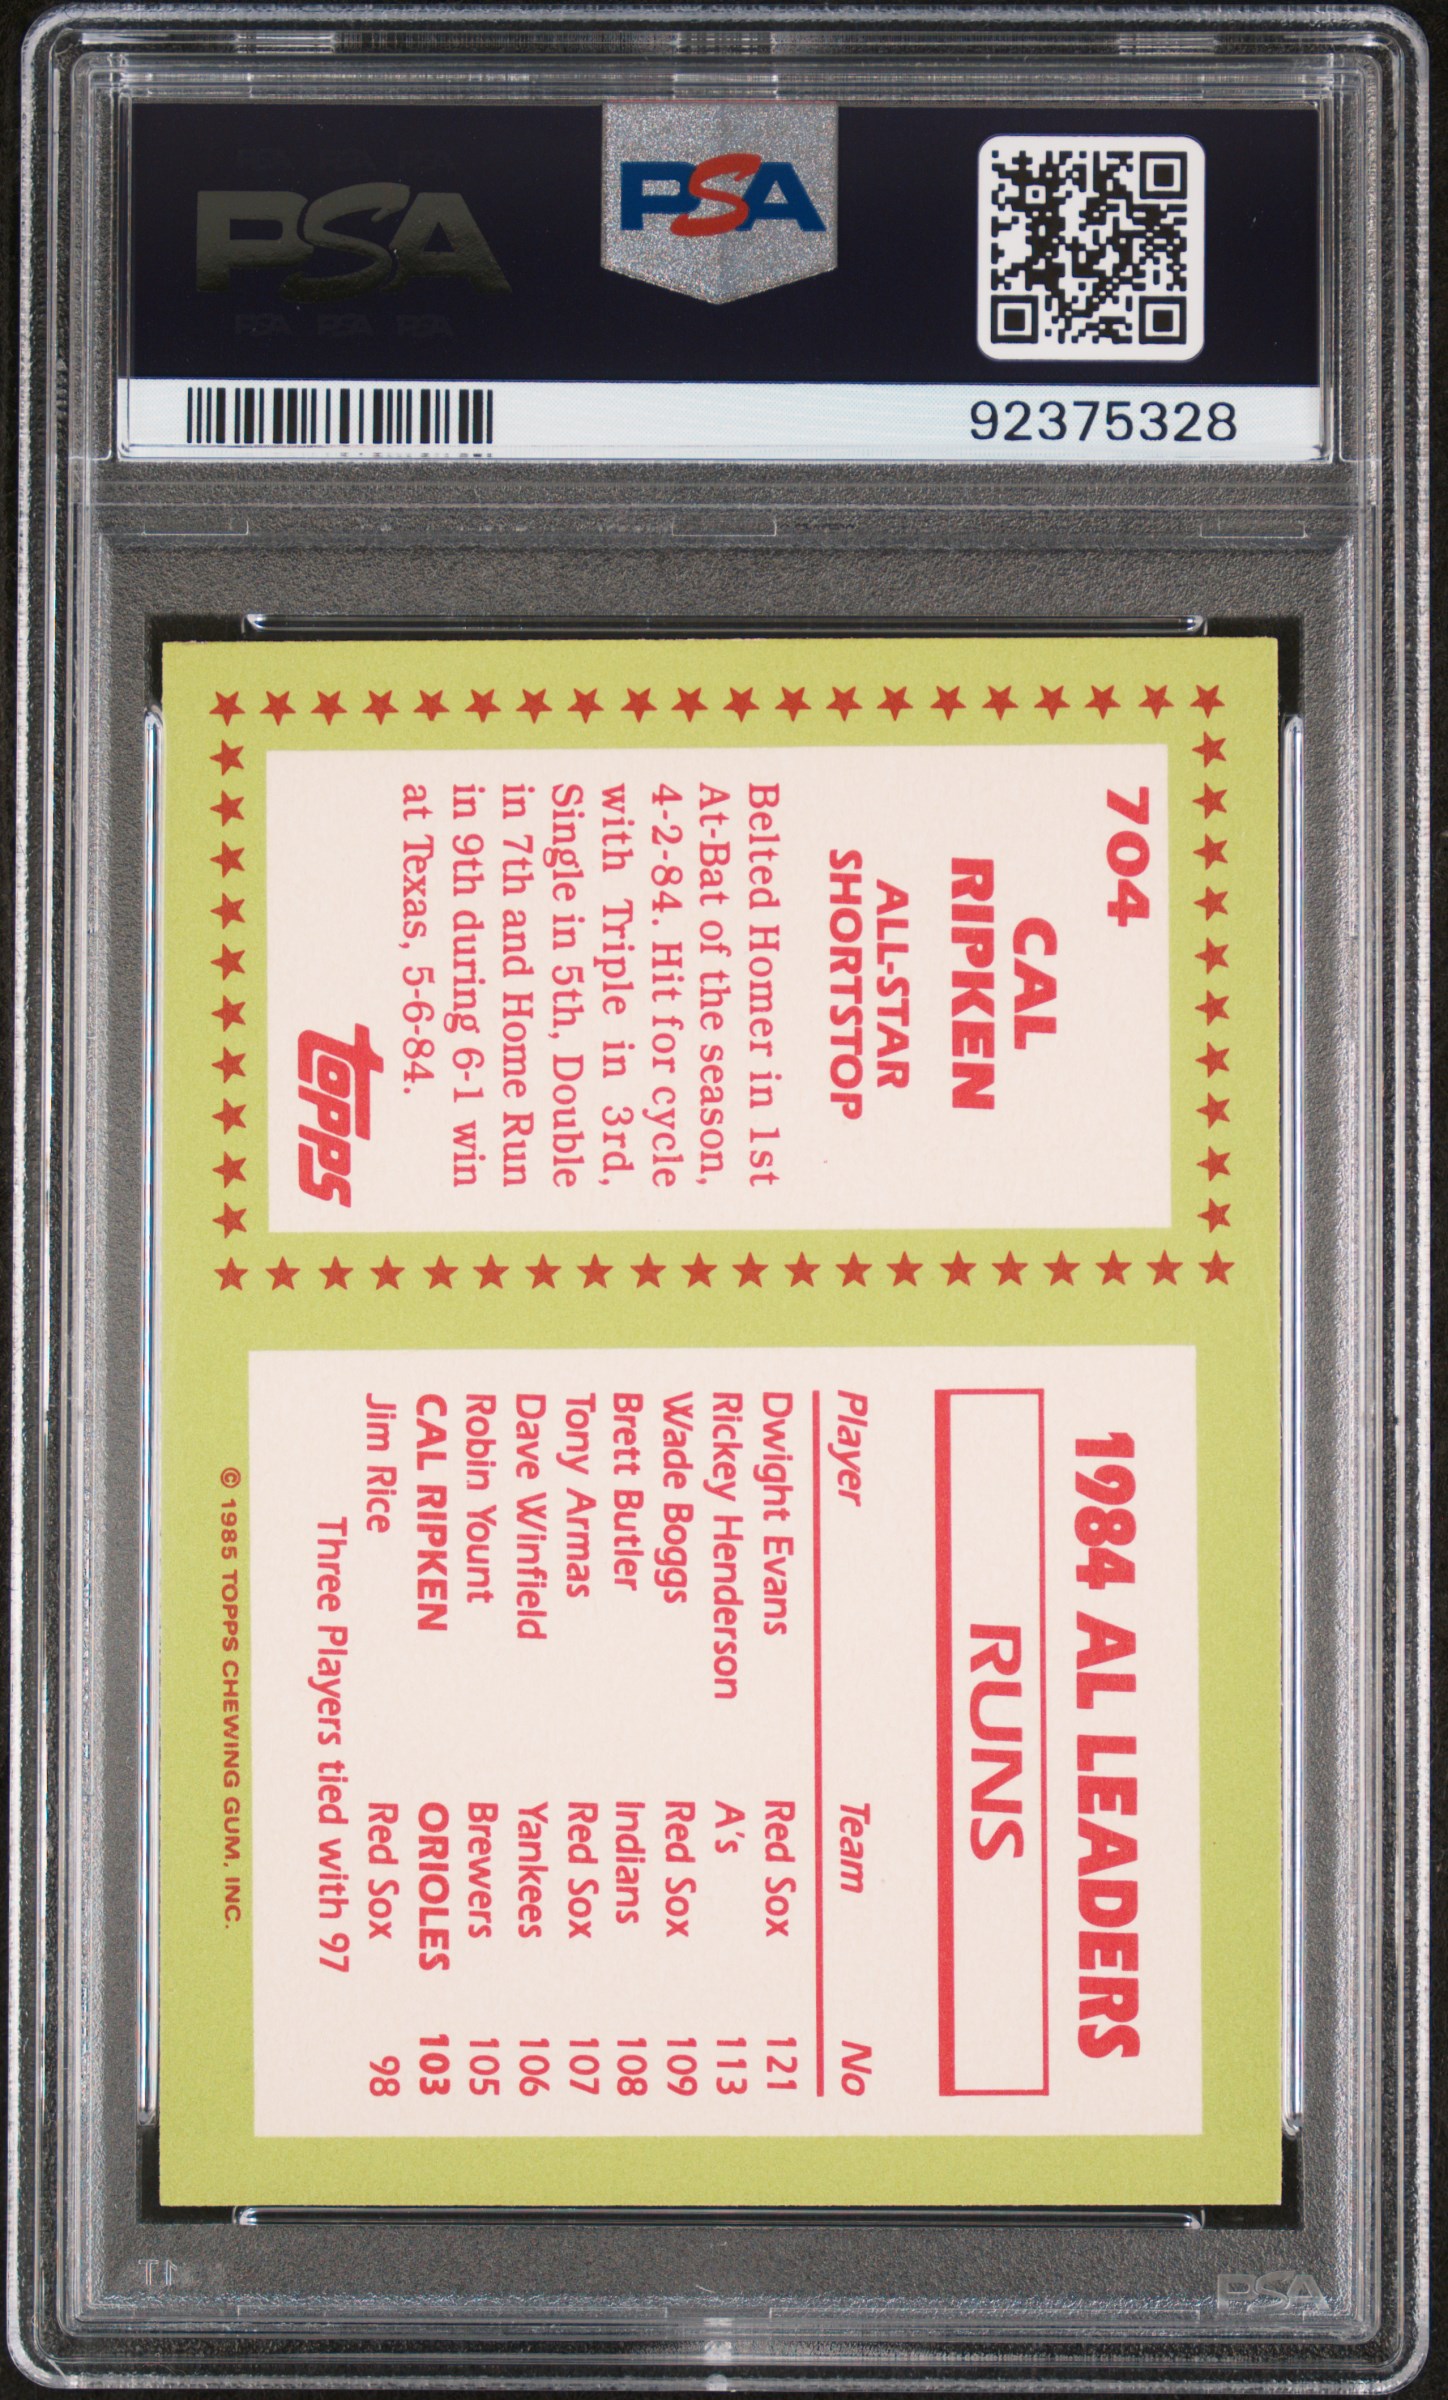 PSA
PSA
PSA PSA PSA
92375328
704
CAL
RIPKEN
ALL-STAR
SHORTSTOP
Belted Homer in 1st
At-Bat of the season,
4-2-84. Hit for cycle
with Triple in 3rd,
Single in 5th, Double
in 7th and Home Run
in 9th during 6-1 win
at Texas, 5-6-84.
topps
1984 AL LEADERS
RUNS
Player Team No
Dwight Evans Red Sox 121
Rickey Henderson A's 113
Wade Boggs Red Sox 109
Brett Butler Indians 108
Tony Armas Red Sox 107
Dave Winfield Yankees 106
Robin Yount Brewers 105
CAL RIPKEN ORIOLES 103
Jim Rice Red Sox 98
Three Players tied with 97
© 1985 TOPPS CHEWING GUM, INC.
PSA